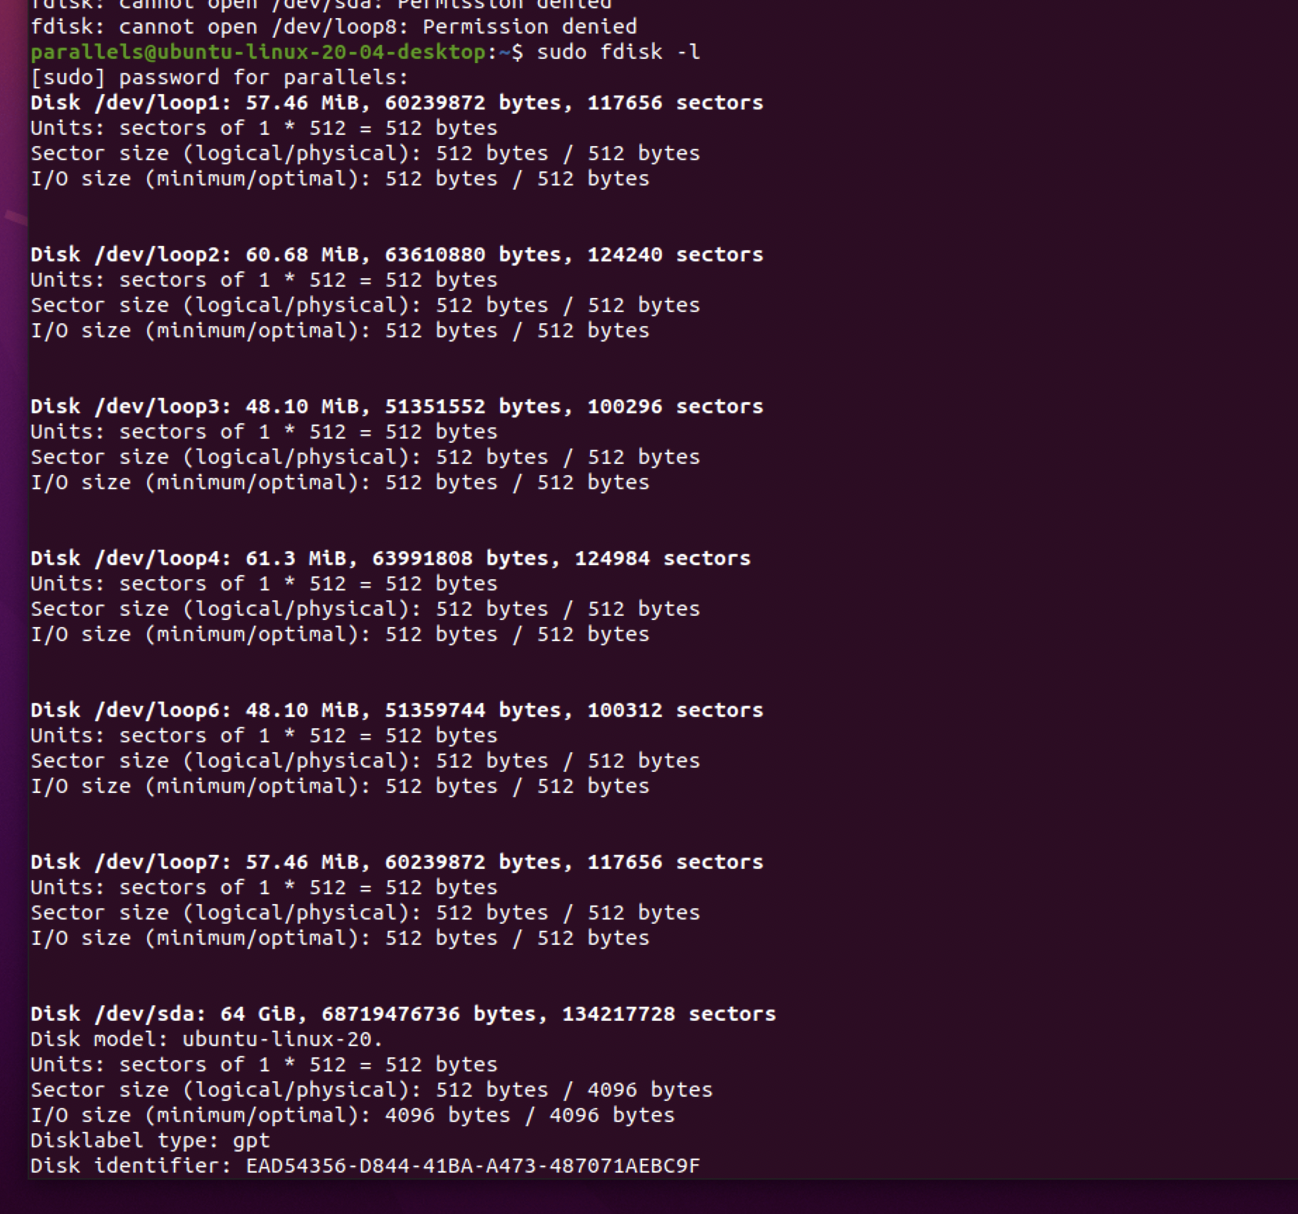 fdisk: cannot open /dev/sda: Permission denied
fdisk: cannot open /dev/loop8: Permission denied
parallels@ubuntu-linux-20-04-desktop:~$ sudo fdisk -l
[sudo] password for parallels:
Disk /dev/loop1: 57.46 MiB, 60239872 bytes, 117656 sectors
Units: sectors of 1 * 512 = 512 bytes
Sector size (logical/physical): 512 bytes / 512 bytes
I/O size (minimum/optimal): 512 bytes / 512 bytes
Disk /dev/loop2: 60.68 MiB, 63610880 bytes, 124240 sectors
Units: sectors of 1 * 512 = 512 bytes
Sector size (logical/physical): 512 bytes / 512 bytes
I/O size (minimum/optimal): 512 bytes / 512 bytes
Disk /dev/loop3: 48.10 MiB, 51351552 bytes, 100296 sectors
Units: sectors of 1 * 512 = 512 bytes
Sector size (logical/physical): 512 bytes / 512 bytes
I/O size (minimum/optimal): 512 bytes / 512 bytes
Disk /dev/loop4: 61.3 MiB, 63991808 bytes, 124984 sectors
Units: sectors of 1 * 512 = 512 bytes
Sector size (logical/physical): 512 bytes / 512 bytes
I/O size (minimum/optimal): 512 bytes / 512 bytes
Disk /dev/loop6: 48.10 MiB, 51359744 bytes, 100312 sectors
Units: sectors of 1 * 512 = 512 bytes
Sector size (logical/physical): 512 bytes / 512 bytes
I/O size (minimum/optimal): 512 bytes / 512 bytes
Disk /dev/loop7: 57.46 MiB, 60239872 bytes, 117656 sectors
Units: sectors of 1 * 512 = 512 bytes
Sector size (logical/physical): 512 bytes / 512 bytes
I/O size (minimum/optimal): 512 bytes / 512 bytes
Disk /dev/sda: 64 GiB, 68719476736 bytes, 134217728 sectors
Disk model: ubuntu-linux-20.
Units: sectors of 1 * 512 = 512 bytes
Sector size (logical/physical): 512 bytes / 4096 bytes
I/O size (minimum/optimal): 4096 bytes / 4096 bytes
Disklabel type: gpt
Disk identifier: EAD54356-D844-41BA-A473-487071AEBC9F